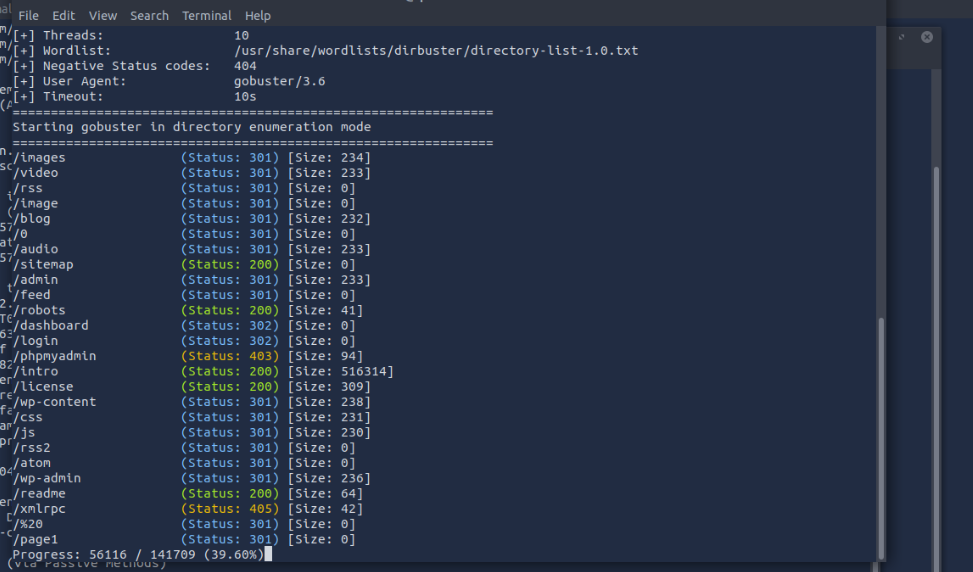 File Edit View Search Terminal Help
[+] Threads: 10
[+] Wordlist: /usr/share/wordlists/dirbuster/directory-list-1.0.txt
[+] Negative Status codes: 404
[+] User Agent: gobuster/3.6
[+] Timeout: 10s
===============================================================
Starting gobuster in directory enumeration mode
===============================================================
/images (Status: 301) [Size: 234]
/video (Status: 301) [Size: 233]
/rss (Status: 301) [Size: 0]
/image (Status: 301) [Size: 0]
/blog (Status: 301) [Size: 232]
/0 (Status: 301) [Size: 0]
/audio (Status: 301) [Size: 233]
/sitemap (Status: 200) [Size: 0]
/admin (Status: 301) [Size: 233]
/feed (Status: 301) [Size: 0]
/robots (Status: 200) [Size: 41]
/dashboard (Status: 302) [Size: 0]
/login (Status: 302) [Size: 0]
/phpmyadmin (Status: 403) [Size: 94]
/intro (Status: 200) [Size: 516314]
/license (Status: 200) [Size: 309]
/wp-content (Status: 301) [Size: 238]
/css (Status: 301) [Size: 231]
/js (Status: 301) [Size: 230]
/rss2 (Status: 301) [Size: 0]
/atom (Status: 301) [Size: 0]
/wp-admin (Status: 301) [Size: 236]
/readme (Status: 200) [Size: 64]
/xmlrpc (Status: 405) [Size: 42]
/%20 (Status: 301) [Size: 0]
/page1 (Status: 301) [Size: 0]
Progress: 56116 / 141709 (39.60%)
(via Passive Methods)